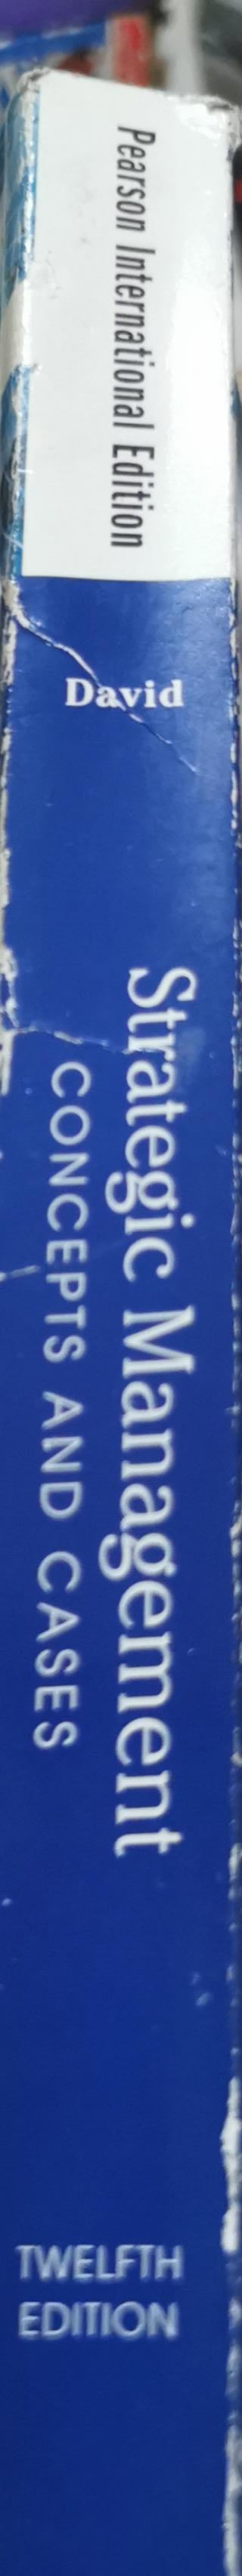 Pearson International Edition
David
Strategic Management
CONCEPTS AND CASES
TWELFTH
EDITION